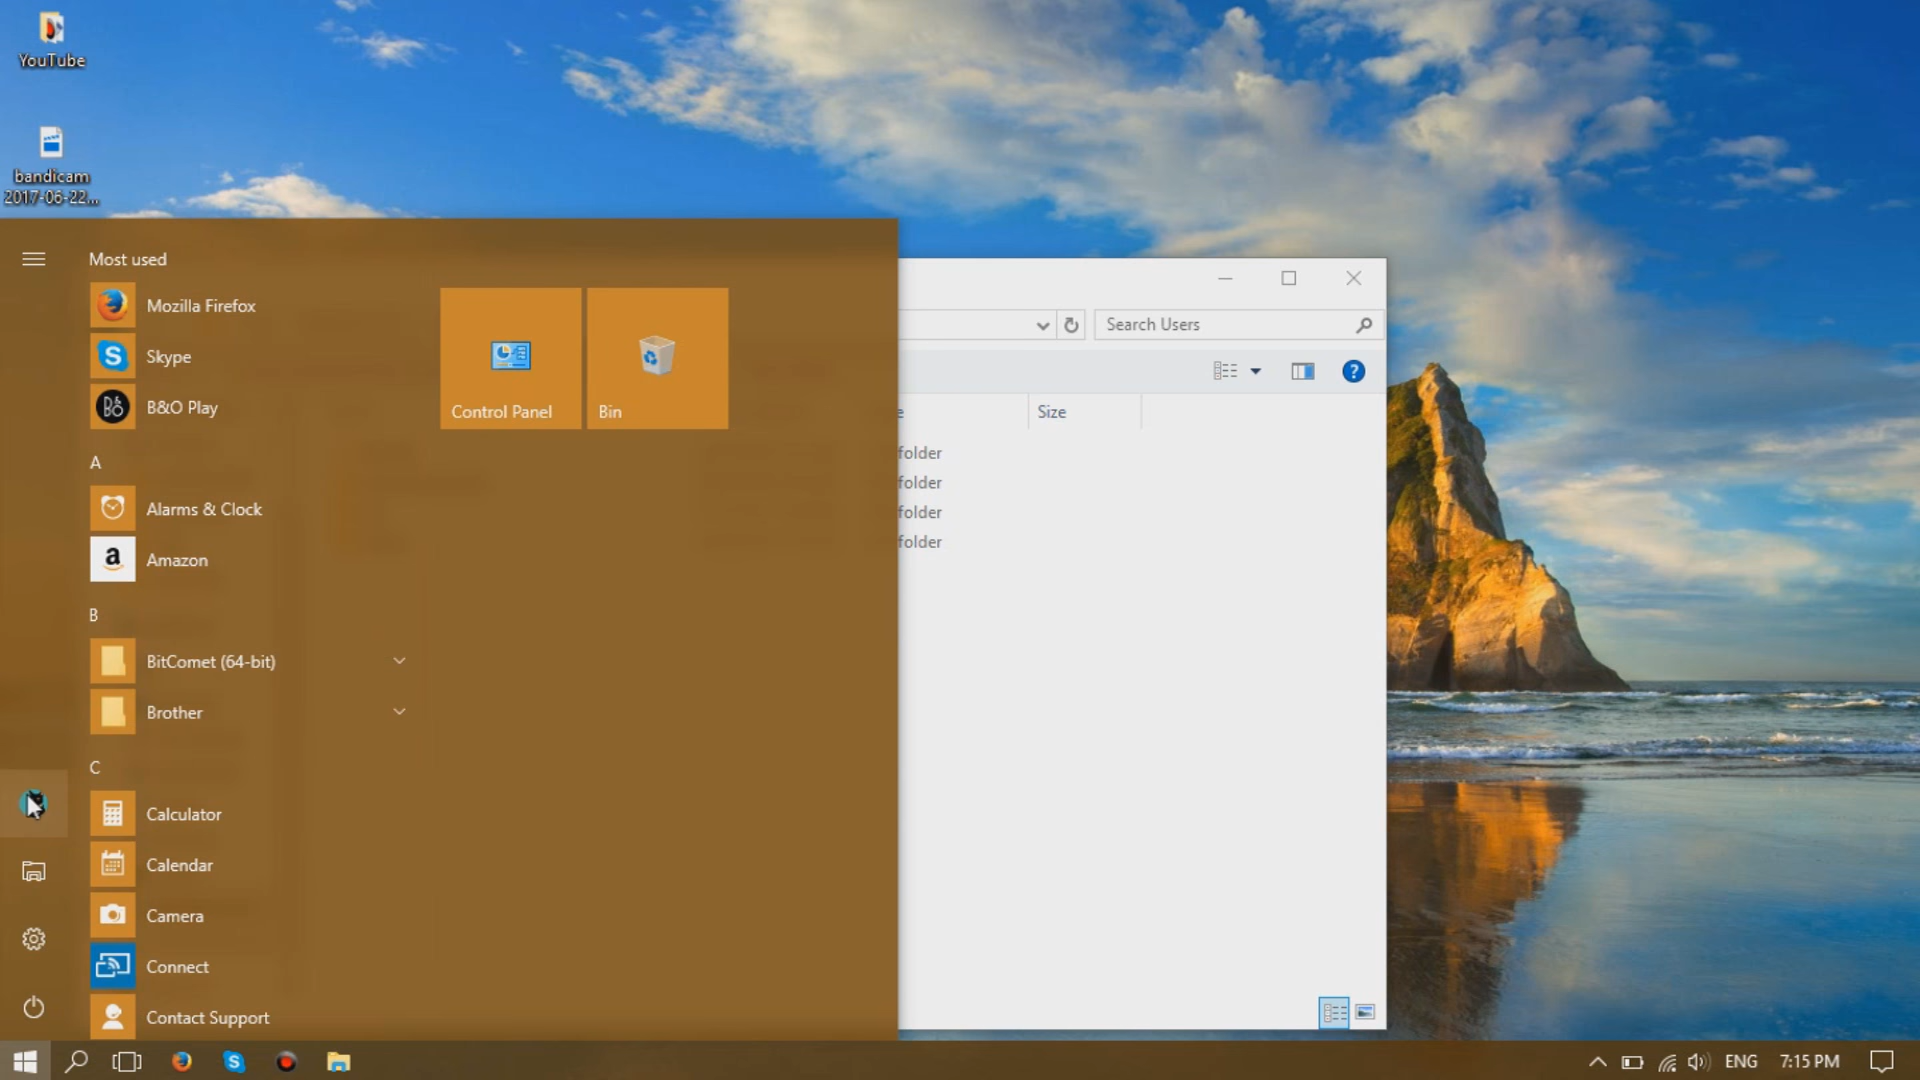 YouTube
bandicam
2017-06-22...
Most used
Mozilla Firefox
Skype
B&O Play
A
Alarms & Clock
Amazon
B
BitComet (64-bit)
Brother
C
Calculator
Calendar
Camera
Connect
Contact Support
Control Panel
Bin
Search Users
e
Size
folder
folder
folder
folder
ENG
7:15 PM